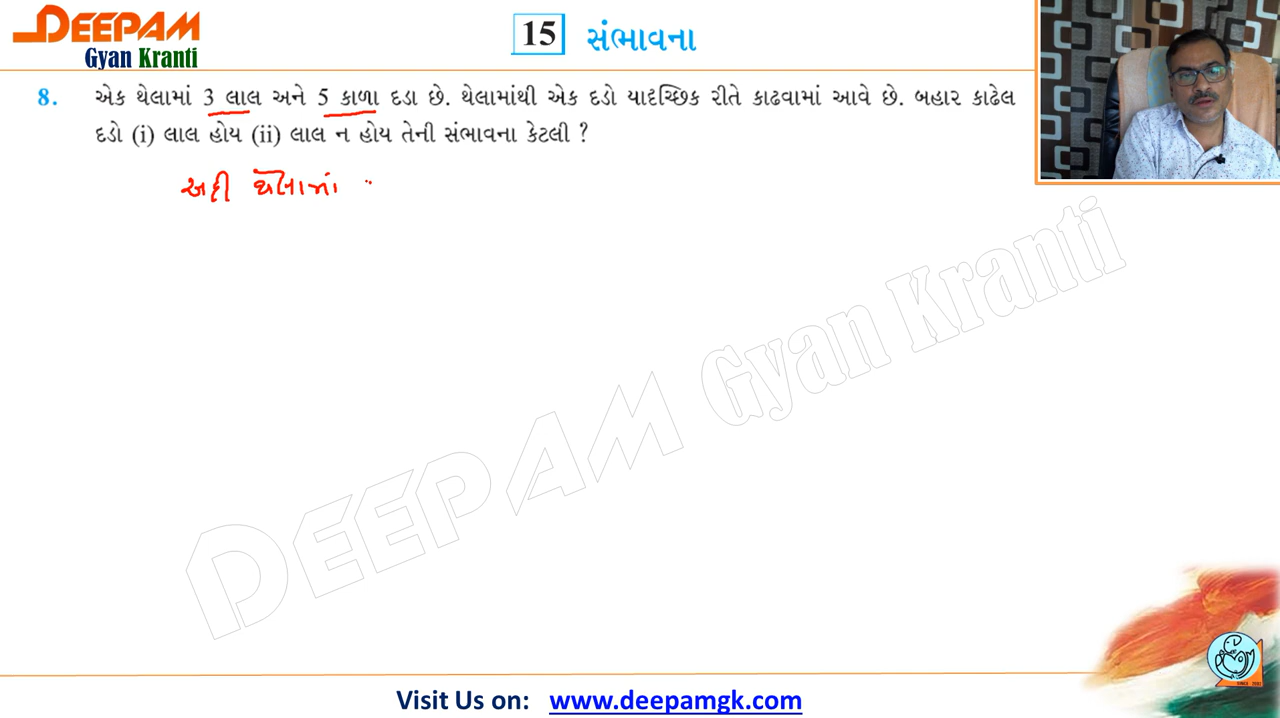 DEEPAM
Gyan Kranti
15 સંભાવના
8. એક થેલામાં 3 લાલ અને 5 કાળા દડા છે. થેલામાંથી એક દડો યાદચ્છિક રીતે કાઢવામાં આવે છે. બહાર કાઢેલ
દડો (i) લાલ હોય (ii) લાલ ન હોય તેની સંભાવના કેટલી ?
અહી થેલામાં
DEEPAM Gyan Kranti
Visit Us on: www.deepamgk.com